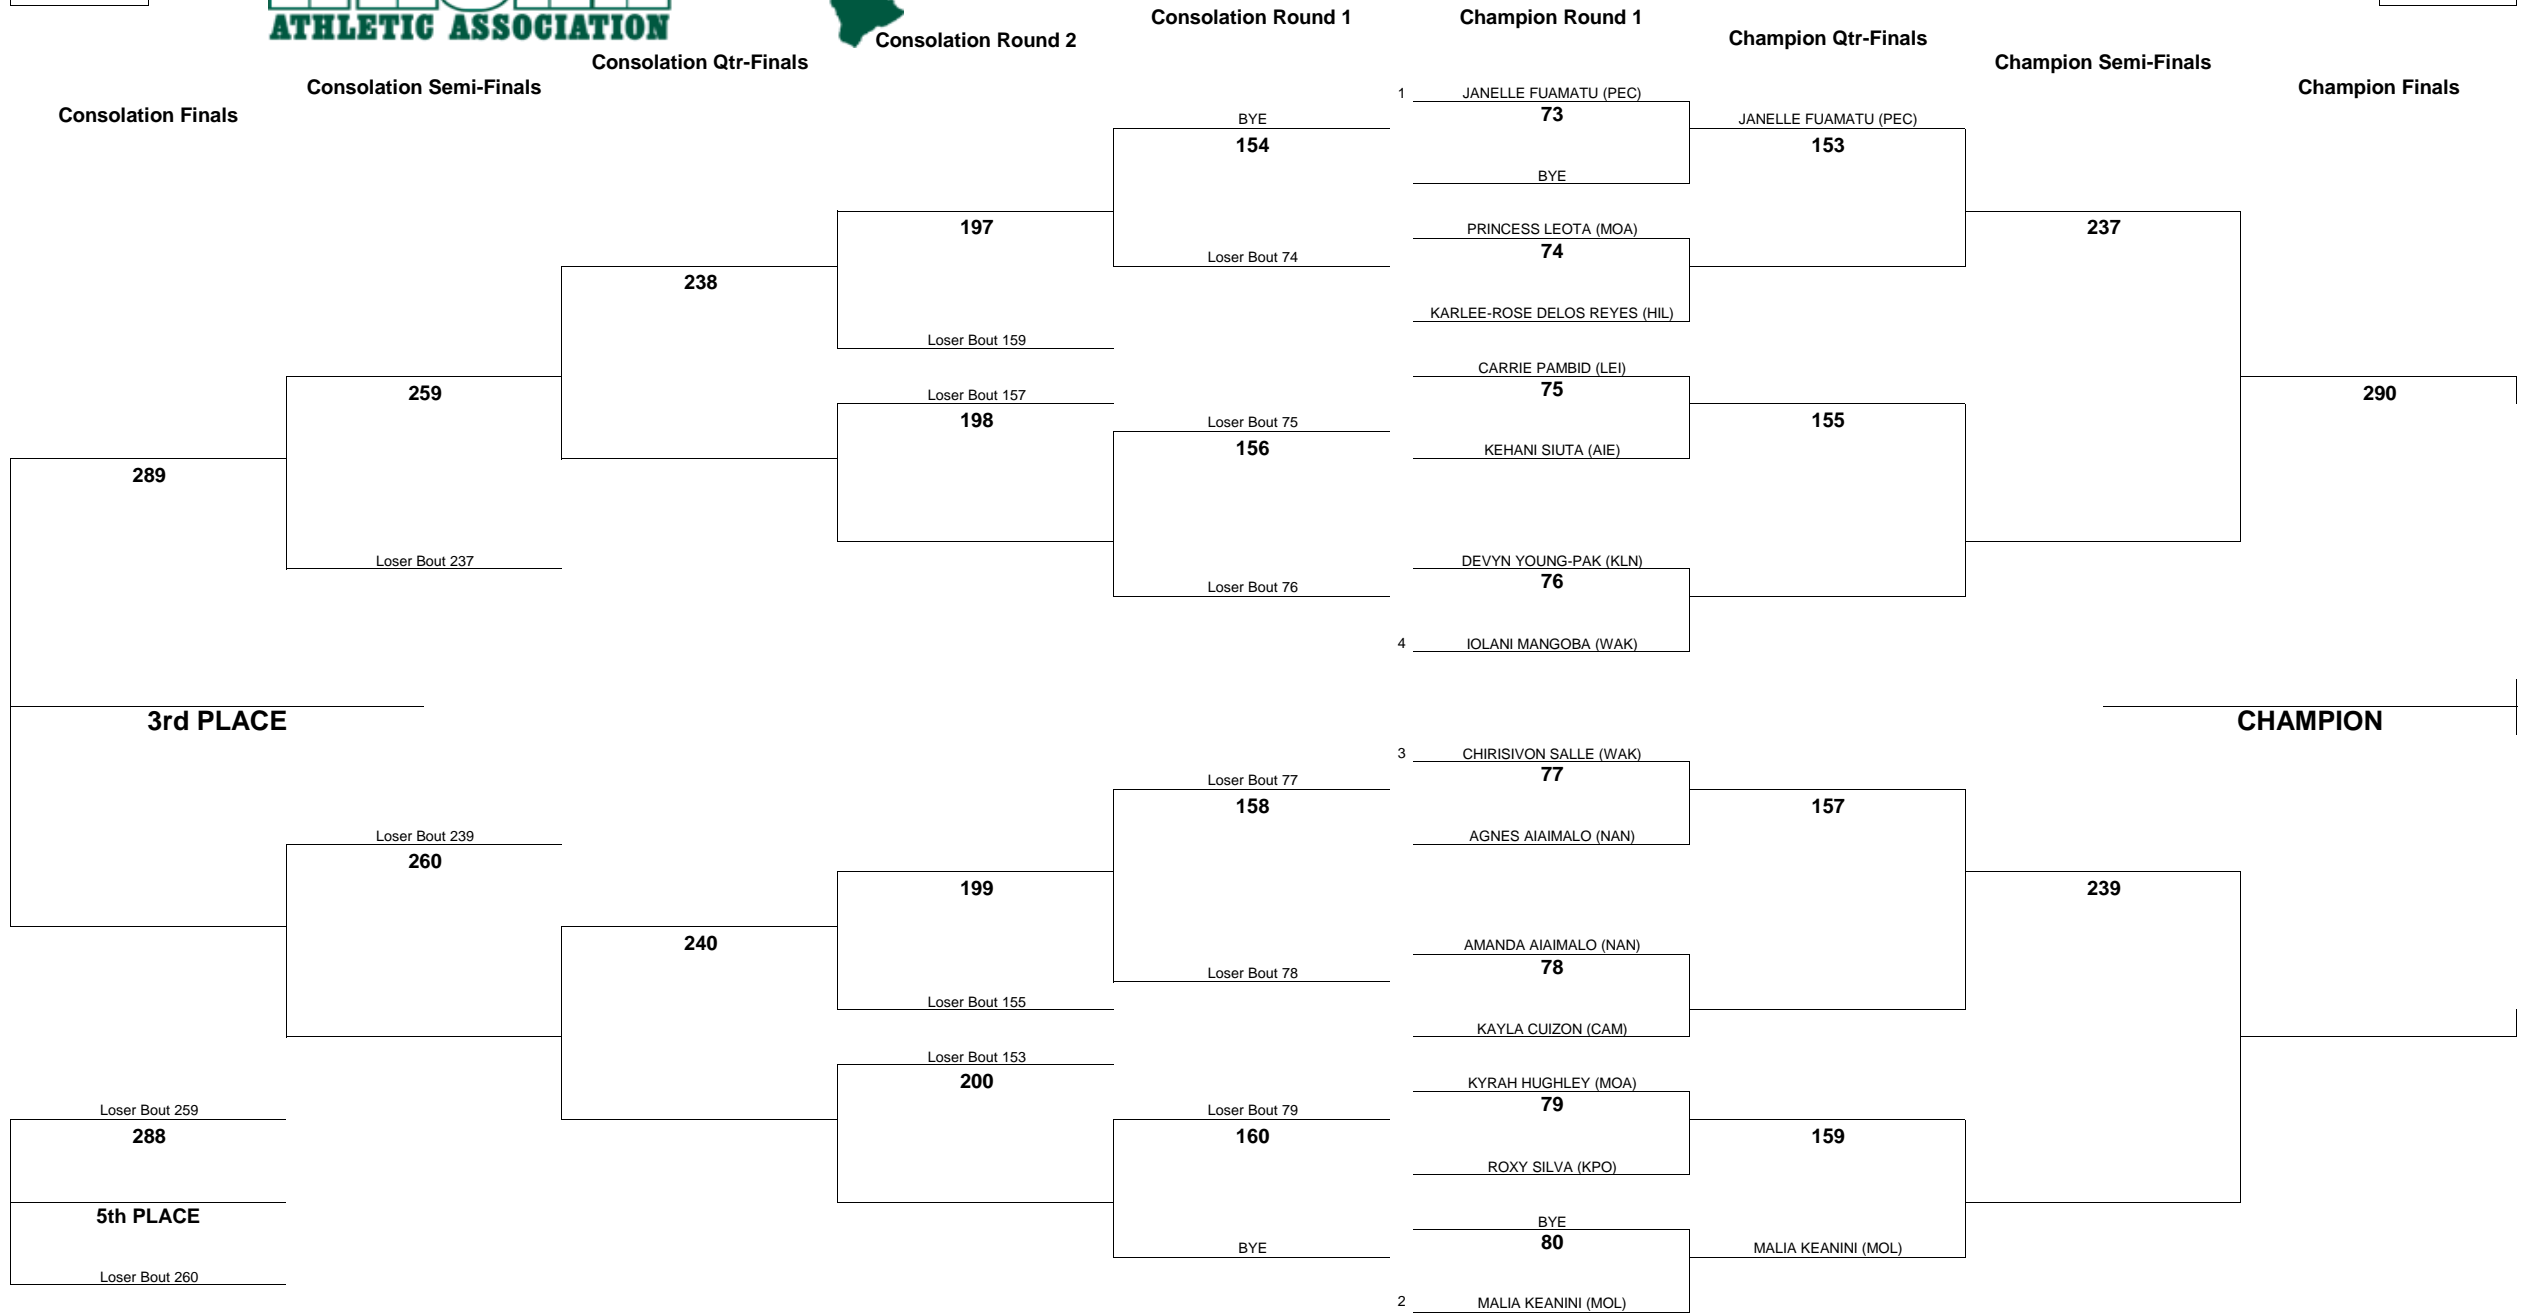 ATHLETIC ASSOCIATION
Consolation Round 1
Champion Round 1
Consolation Round 2
Champion Qtr-Finals
Consolation Qtr-Finals
Champion Semi-Finals
Consolation Semi-Finals
Champion Finals
Consolation Finals
1 JANELLE FUAMATU (PEC)
73
BYE
PRINCESS LEOTA (MOA)
74
KARLEE-ROSE DELOS REYES (HIL)
CARRIE PAMBID (LEI)
75
KEHANI SIUTA (AIE)
DEVYN YOUNG-PAK (KLN)
76
4 IOLANI MANGOBA (WAK)
3 CHIRISIVON SALLE (WAK)
77
AGNES AIAIMALO (NAN)
AMANDA AIAIMALO (NAN)
78
KAYLA CUIZON (CAM)
KYRAH HUGHLEY (MOA)
79
ROXY SILVA (KPO)
BYE
80
2 MALIA KEANINI (MOL)
JANELLE FUAMATU (PEC)
153
155
157
159
MALIA KEANINI (MOL)
237
239
290
CHAMPION
BYE
154
Loser Bout 74
Loser Bout 75
156
Loser Bout 76
Loser Bout 77
158
Loser Bout 78
Loser Bout 79
160
BYE
197
Loser Bout 159
Loser Bout 157
198
199
Loser Bout 155
Loser Bout 153
200
238
240
259
Loser Bout 237
Loser Bout 239
260
289
3rd PLACE
Loser Bout 259
288
5th PLACE
Loser Bout 260